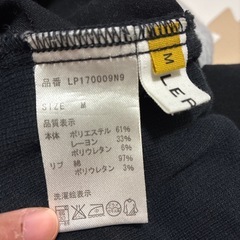 品番 LP170009N9
SIZE M
品質表示
本体 ポリエステル 61%
レーヨン 33%
ポリウレタン 6%
リブ 綿 97%
ポリウレタン 3%
洗濯絵表示
M
LER